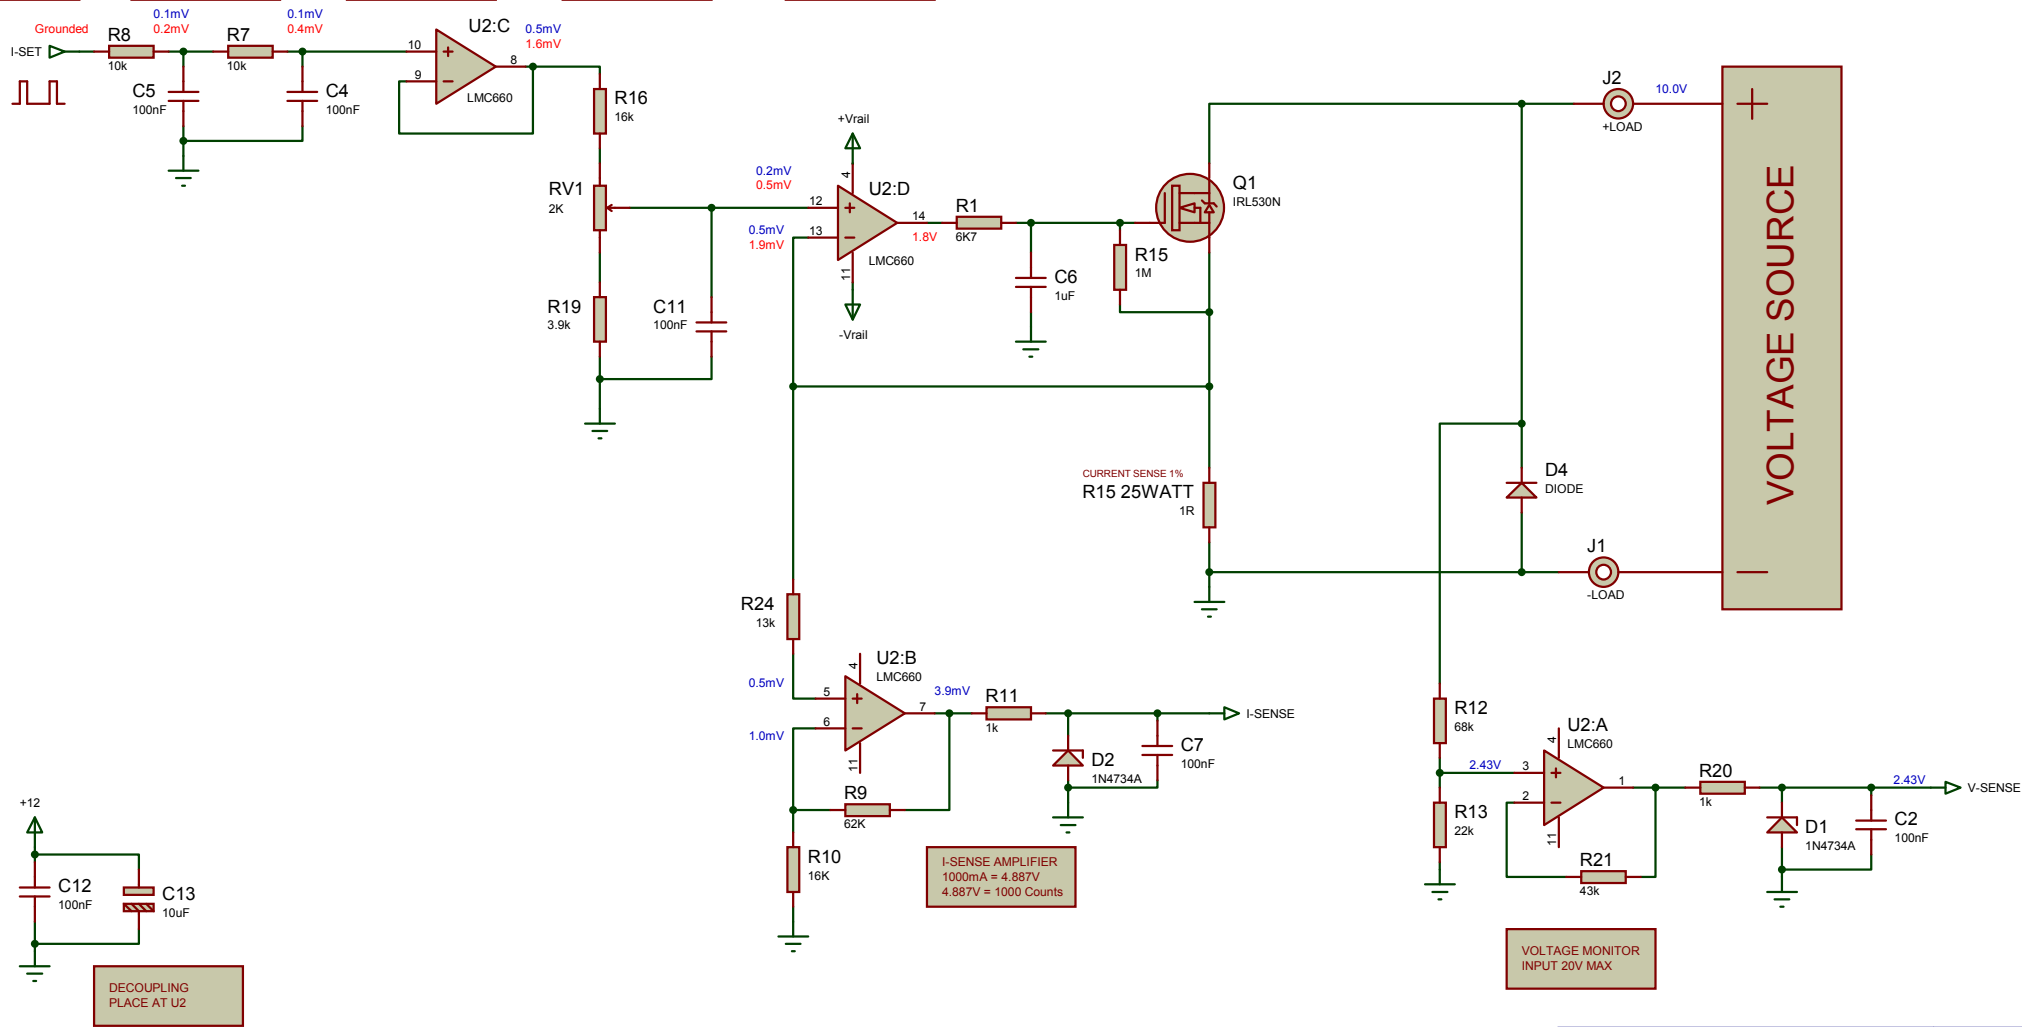 Grounded
I-SET
R8
10k
0.1mV
0.2mV
R7
10k
0.1mV
0.4mV
C5
100nF
C4
100nF
10
9
8
U2:C
LMC660
0.5mV
1.6mV
R16
16k
RV1
2K
R19
3.9k
C11
100nF
+Vrail
0.2mV
0.5mV
0.5mV
1.9mV
12
13
4
11
14
U2:D
LMC660
-Vrail
1.8V
R1
6K7
C6
1uF
R15
1M
Q1
IRL530N
J2
+LOAD
10.0V
VOLTAGE SOURCE
CURRENT SENSE 1%
R15 25WATT
1R
D4
DIODE
J1
-LOAD
R24
13k
0.5mV
1.0mV
5
6
4
11
7
U2:B
LMC660
3.9mV
R11
1k
I-SENSE
D2
1N4734A
C7
100nF
R9
62K
R10
16K
I-SENSE AMPLIFIER
1000mA = 4.887V
4.887V = 1000 Counts
R12
68k
2.43V
R13
22k
3
2
4
11
1
U2:A
LMC660
R21
43k
R20
1k
2.43V
V-SENSE
D1
1N4734A
C2
100nF
VOLTAGE MONITOR
INPUT 20V MAX
+12
C12
100nF
C13
10uF
DECOUPLING
PLACE AT U2